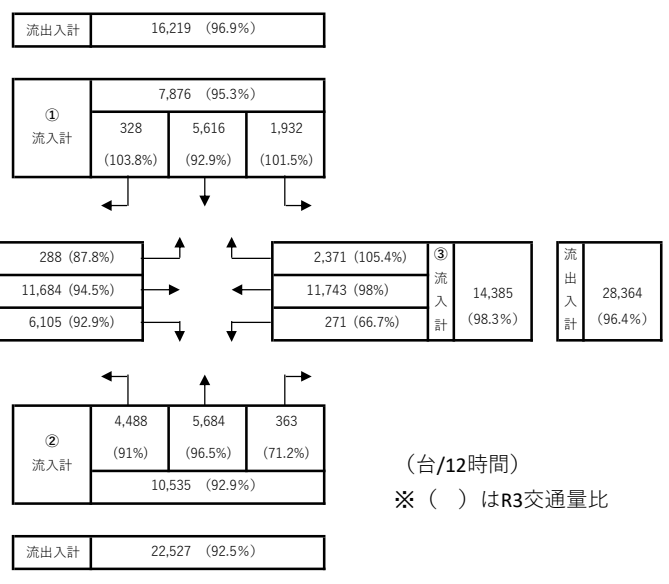 流出入計 16,219 (96.9%)
① 流入計 7,876 (95.3%)
328 5,616 1,932
(103.8%) (92.9%) (101.5%)
288 (87.8%)
11,684 (94.5%)
6,105 (92.9%)
2,371 (105.4%)
11,743 (98%)
271 (66.7%)
③ 流入計
14,385
(98.3%)
流出入計
28,364
(96.4%)
② 流入計
4,488 5,684 363
(91%) (96.5%) (71.2%)
10,535 (92.9%)
流出入計 22,527 (92.5%)
(台/12時間)
※( )はR3交通量比